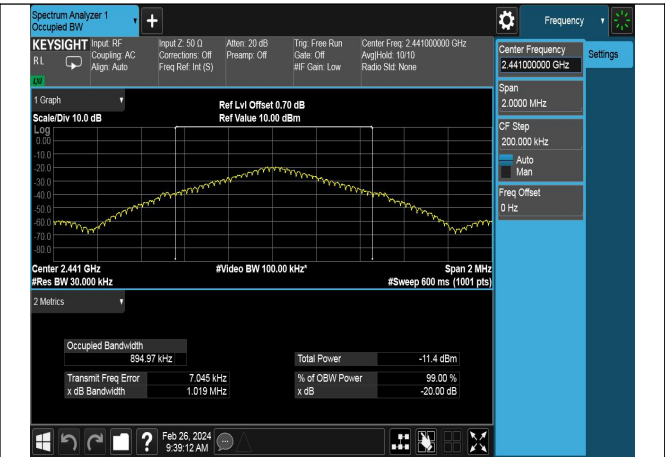 Spectrum Analyzer 1
Occupied BW
+
Frequency
KEYSIGHT Input: RF Input Z: 50 Ω Atten: 20 dB Trig: Free Run Center Freq: 2.441000000 GHz
R L Coupling: AC Corrections: Off Preamp: Off Gate: Off Avg|Hold: 10/10
Align: Auto Freq Ref: Int (S) #IF Gain: Low Radio Std: None
Center Frequency
2.441000000 GHz
Settings
Span
2.0000 MHz
CF Step
200.000 kHz
Auto
Man
Freq Offset
0 Hz
1 Graph
Ref Lvl Offset 0.70 dB
Scale/Div 10.0 dB Ref Value 10.00 dBm
Log
0.00
-10.0
-20.0
-30.0
-40.0
-50.0
-60.0
-70.0
-80.0
Center 2.441 GHz #Video BW 100.00 kHz* Span 2 MHz
#Res BW 30.000 kHz #Sweep 600 ms (1001 pts)
2 Metrics
Occupied Bandwidth
894.97 kHz
Total Power -11.4 dBm
Transmit Freq Error 7.045 kHz % of OBW Power 99.00 %
x dB Bandwidth 1.019 MHz x dB -20.00 dB
?
Feb 26, 2024
9:39:12 AM